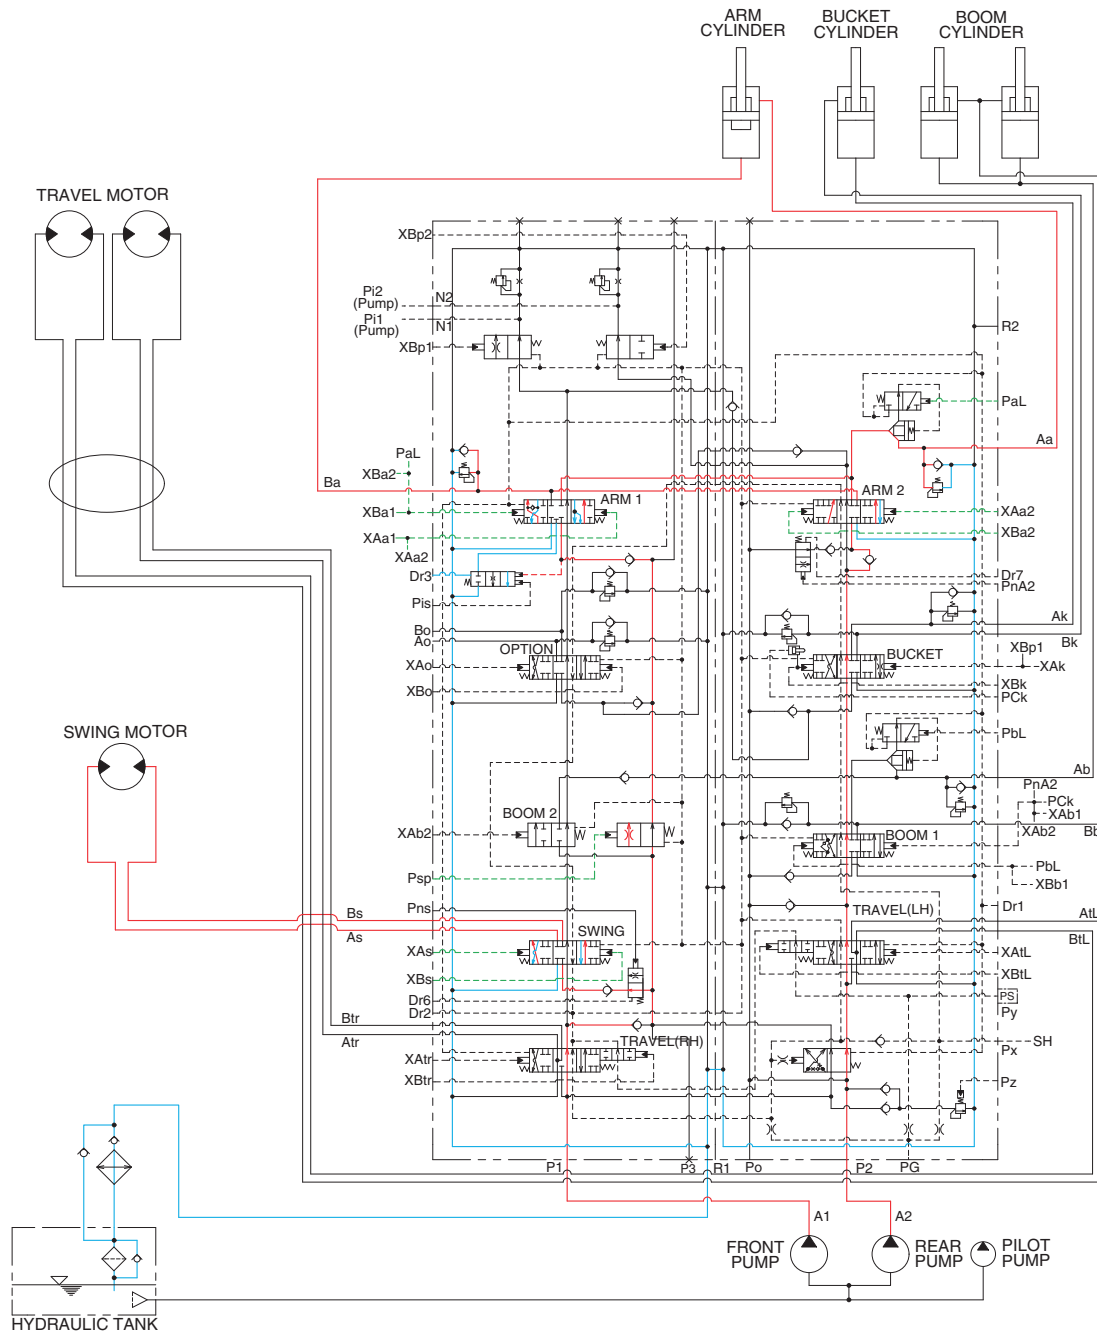 ARM
CYLINDER
BUCKET
CYLINDER
BOOM
CYLINDER
TRAVEL MOTOR
XBp2
Pi2
(Pump)
N2
Pi1
(Pump)
N1
XBp1
R2
PaL
Aa
PaL
XBa2
Ba
XBa1
XAa1
XAa2
ARM 1
ARM 2
XAa2
XBa2
Dr3
Pis
Dr7
PnA2
Bo
Ao
OPTION
XAo
XBo
Ak
Bk
XBp1
BUCKET
XAk
XBk
PCk
SWING MOTOR
PbL
Ab
PnA2
PCk
XAb1
XAb2
Bb
BOOM 2
XAb2
BOOM 1
PbL
XBb1
Psp
Pns
Dr1
TRAVEL(LH)
AtL
BtL
Bs
As
SWING
XAs
XBs
XAtL
XBtL
Dr6
Dr2
PS
Py
Btr
Atr
TRAVEL(RH)
SH
XAtr
XBtr
Px
Pz
P1
P3
R1
Po
P2
PG
A1
A2
FRONT
PUMP
REAR
PUMP
PILOT
PUMP
HYDRAULIC TANK